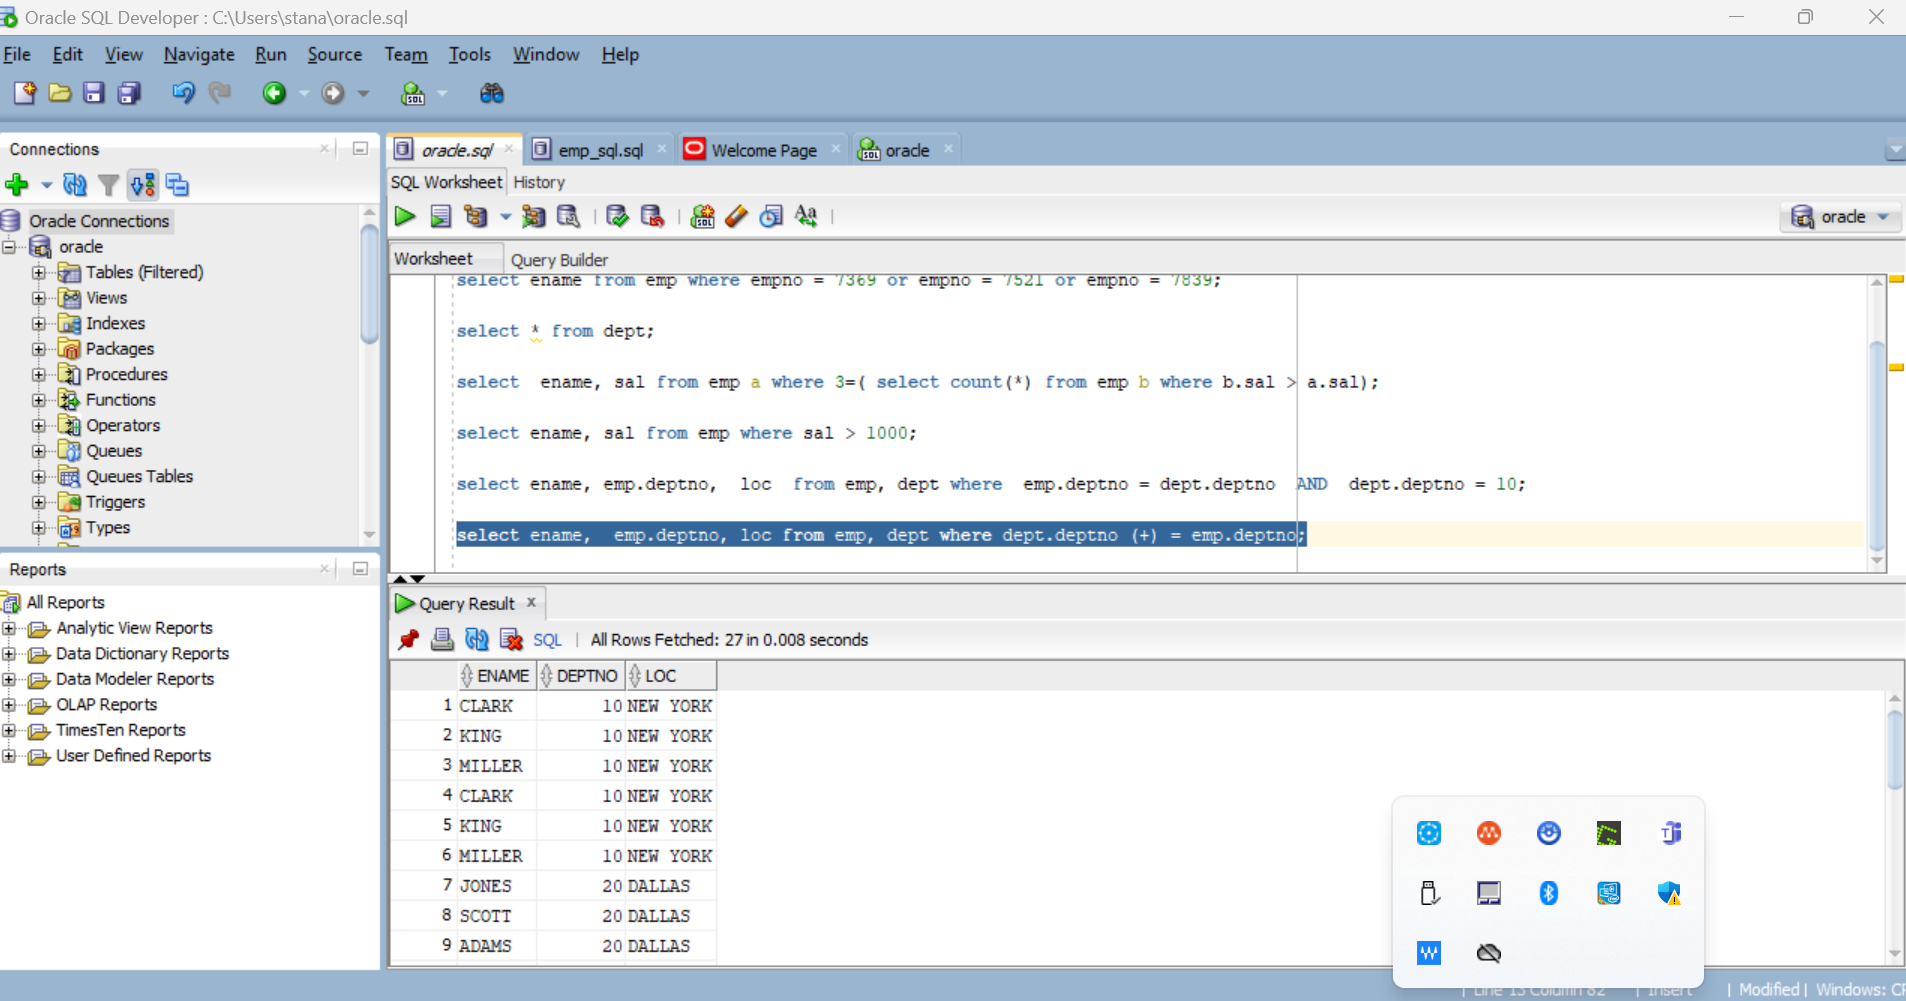 Oracle SQL Developer : C:\Users\stana\oracle.sql
File Edit View Navigate Run Source Team Tools Window Help
Connections
oracle.sql
emp_sql.sql
Welcome Page
oracle
SQL Worksheet History
oracle
Oracle Connections
oracle
Tables (Filtered)
Views
Indexes
Packages
Procedures
Functions
Operators
Queues
Queues Tables
Triggers
Types
Worksheet Query Builder
select ename from emp where empno = 7369 or empno = 7521 or empno = 7839;
select * from dept;
select ename, sal from emp a where 3=( select count(*) from emp b where b.sal > a.sal);
select ename, sal from emp where sal > 1000;
select ename, emp.deptno, loc from emp, dept where emp.deptno = dept.deptno AND dept.deptno = 10;
select ename, emp.deptno, loc from emp, dept where dept.deptno (+) = emp.deptno;
Reports
All Reports
Analytic View Reports
Data Dictionary Reports
Data Modeler Reports
OLAP Reports
TimesTen Reports
User Defined Reports
Query Result
SQL | All Rows Fetched: 27 in 0.008 seconds
ENAME DEPTNO LOC
1 CLARK 10 NEW YORK
2 KING 10 NEW YORK
3 MILLER 10 NEW YORK
4 CLARK 10 NEW YORK
5 KING 10 NEW YORK
6 MILLER 10 NEW YORK
7 JONES 20 DALLAS
8 SCOTT 20 DALLAS
9 ADAMS 20 DALLAS
| Line 13 Column 82 | Insert | Modified | Windows: CR